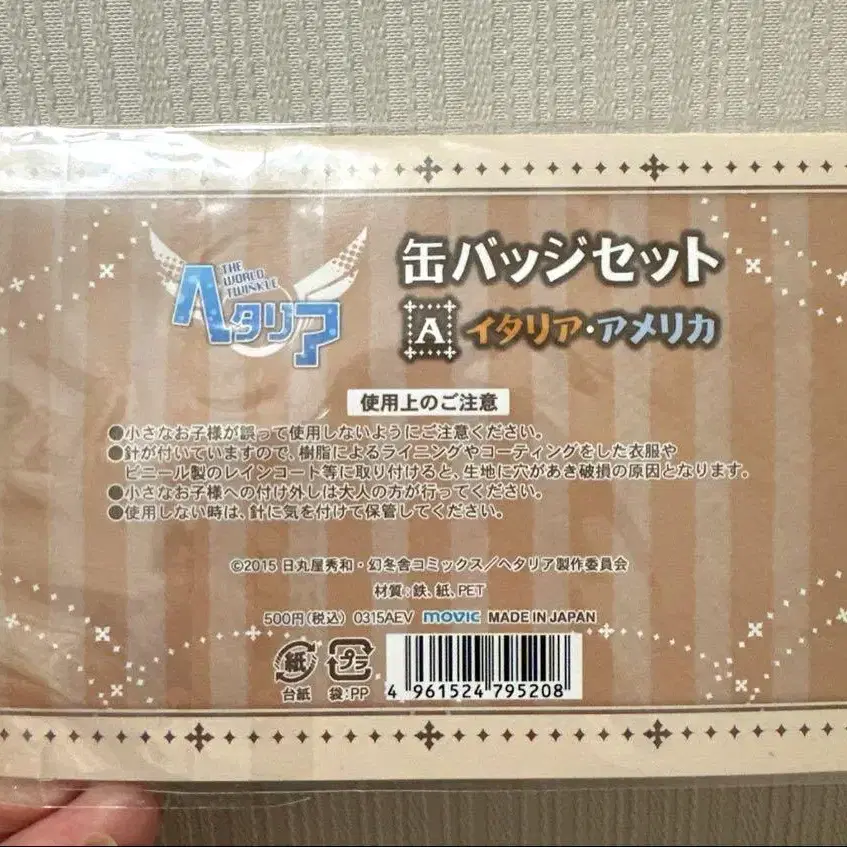 THE
WORLD
TWINKLE
ヘタリア
缶バッジセット
A イタリア・アメリカ
使用上のご注意
●小さなお子様が誤って使用しないようにご注意ください。
●針が付いていますので、樹脂によるライニングやコーティングをした衣服や
ビニール製のレインコート等に取り付けると、生地に穴があき破損の原因となります。
●小さなお子様への付け外しは大人の方が行ってください。
●使用しない時は、針に気を付けて保管してください。
©2015 日丸屋秀和・幻冬舎コミックス/ヘタリア製作委員会
材質:鉄、紙、PET
500円(税込) 0315AEV movic MADE IN JAPAN
紙 プラ
台紙 袋:PP
4 961524 795208